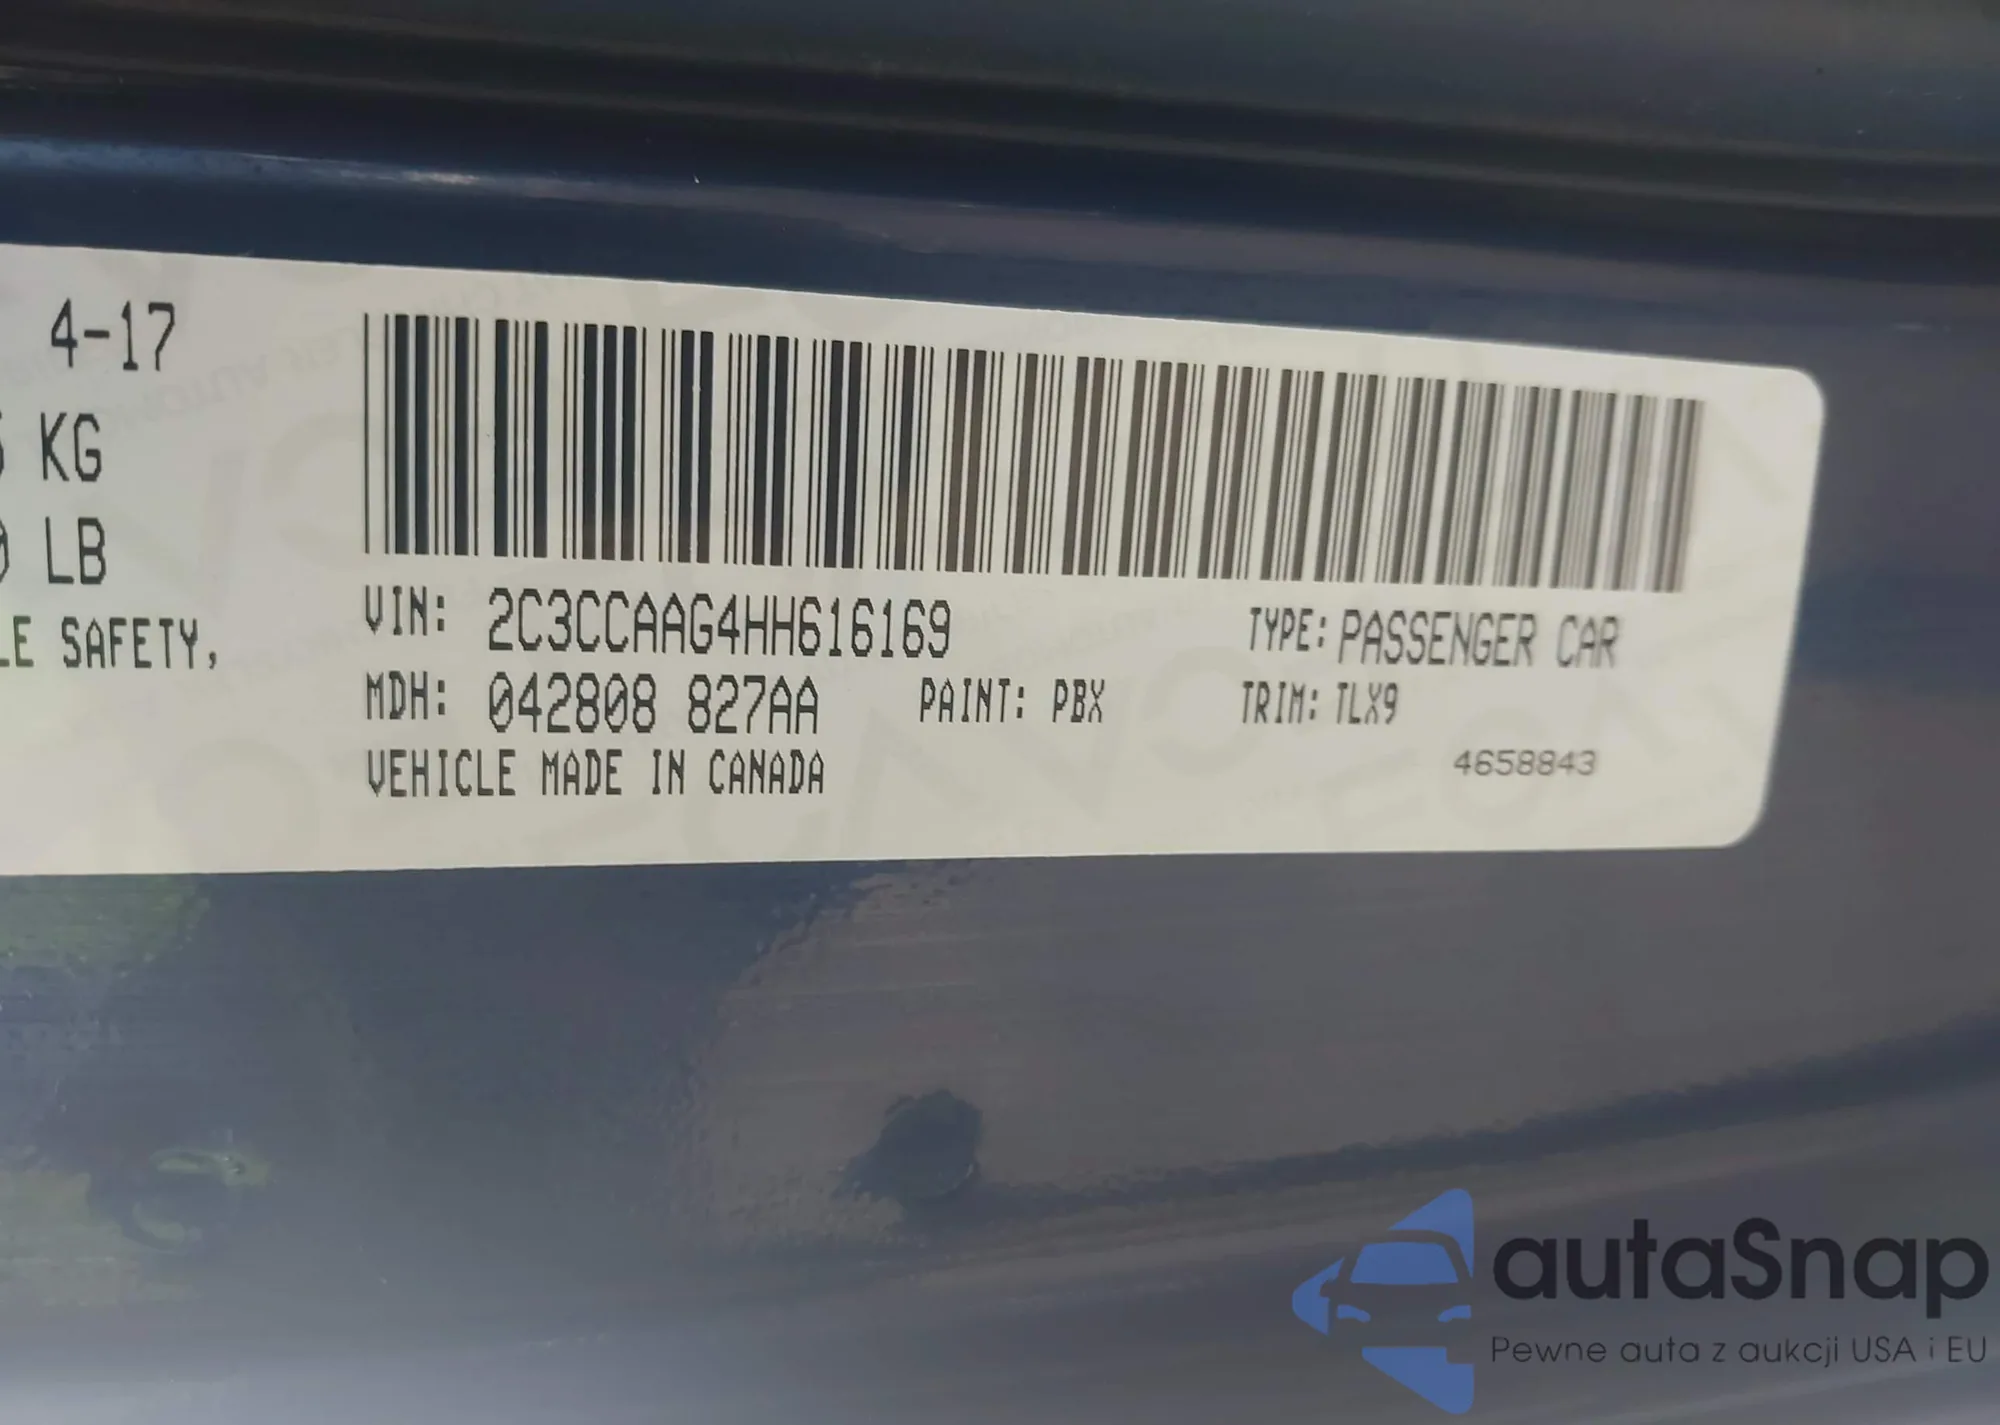 4-17
KG
LB
LE SAFETY,
VIN: 2C3CCAAG4HH616169
TYPE: PASSENGER CAR
MDH: 042808 827AA
PAINT: PBX
TRIM: TLX9
VEHICLE MADE IN CANADA
4658843
autaSnap
Pewne auta z aukcji USA i EU